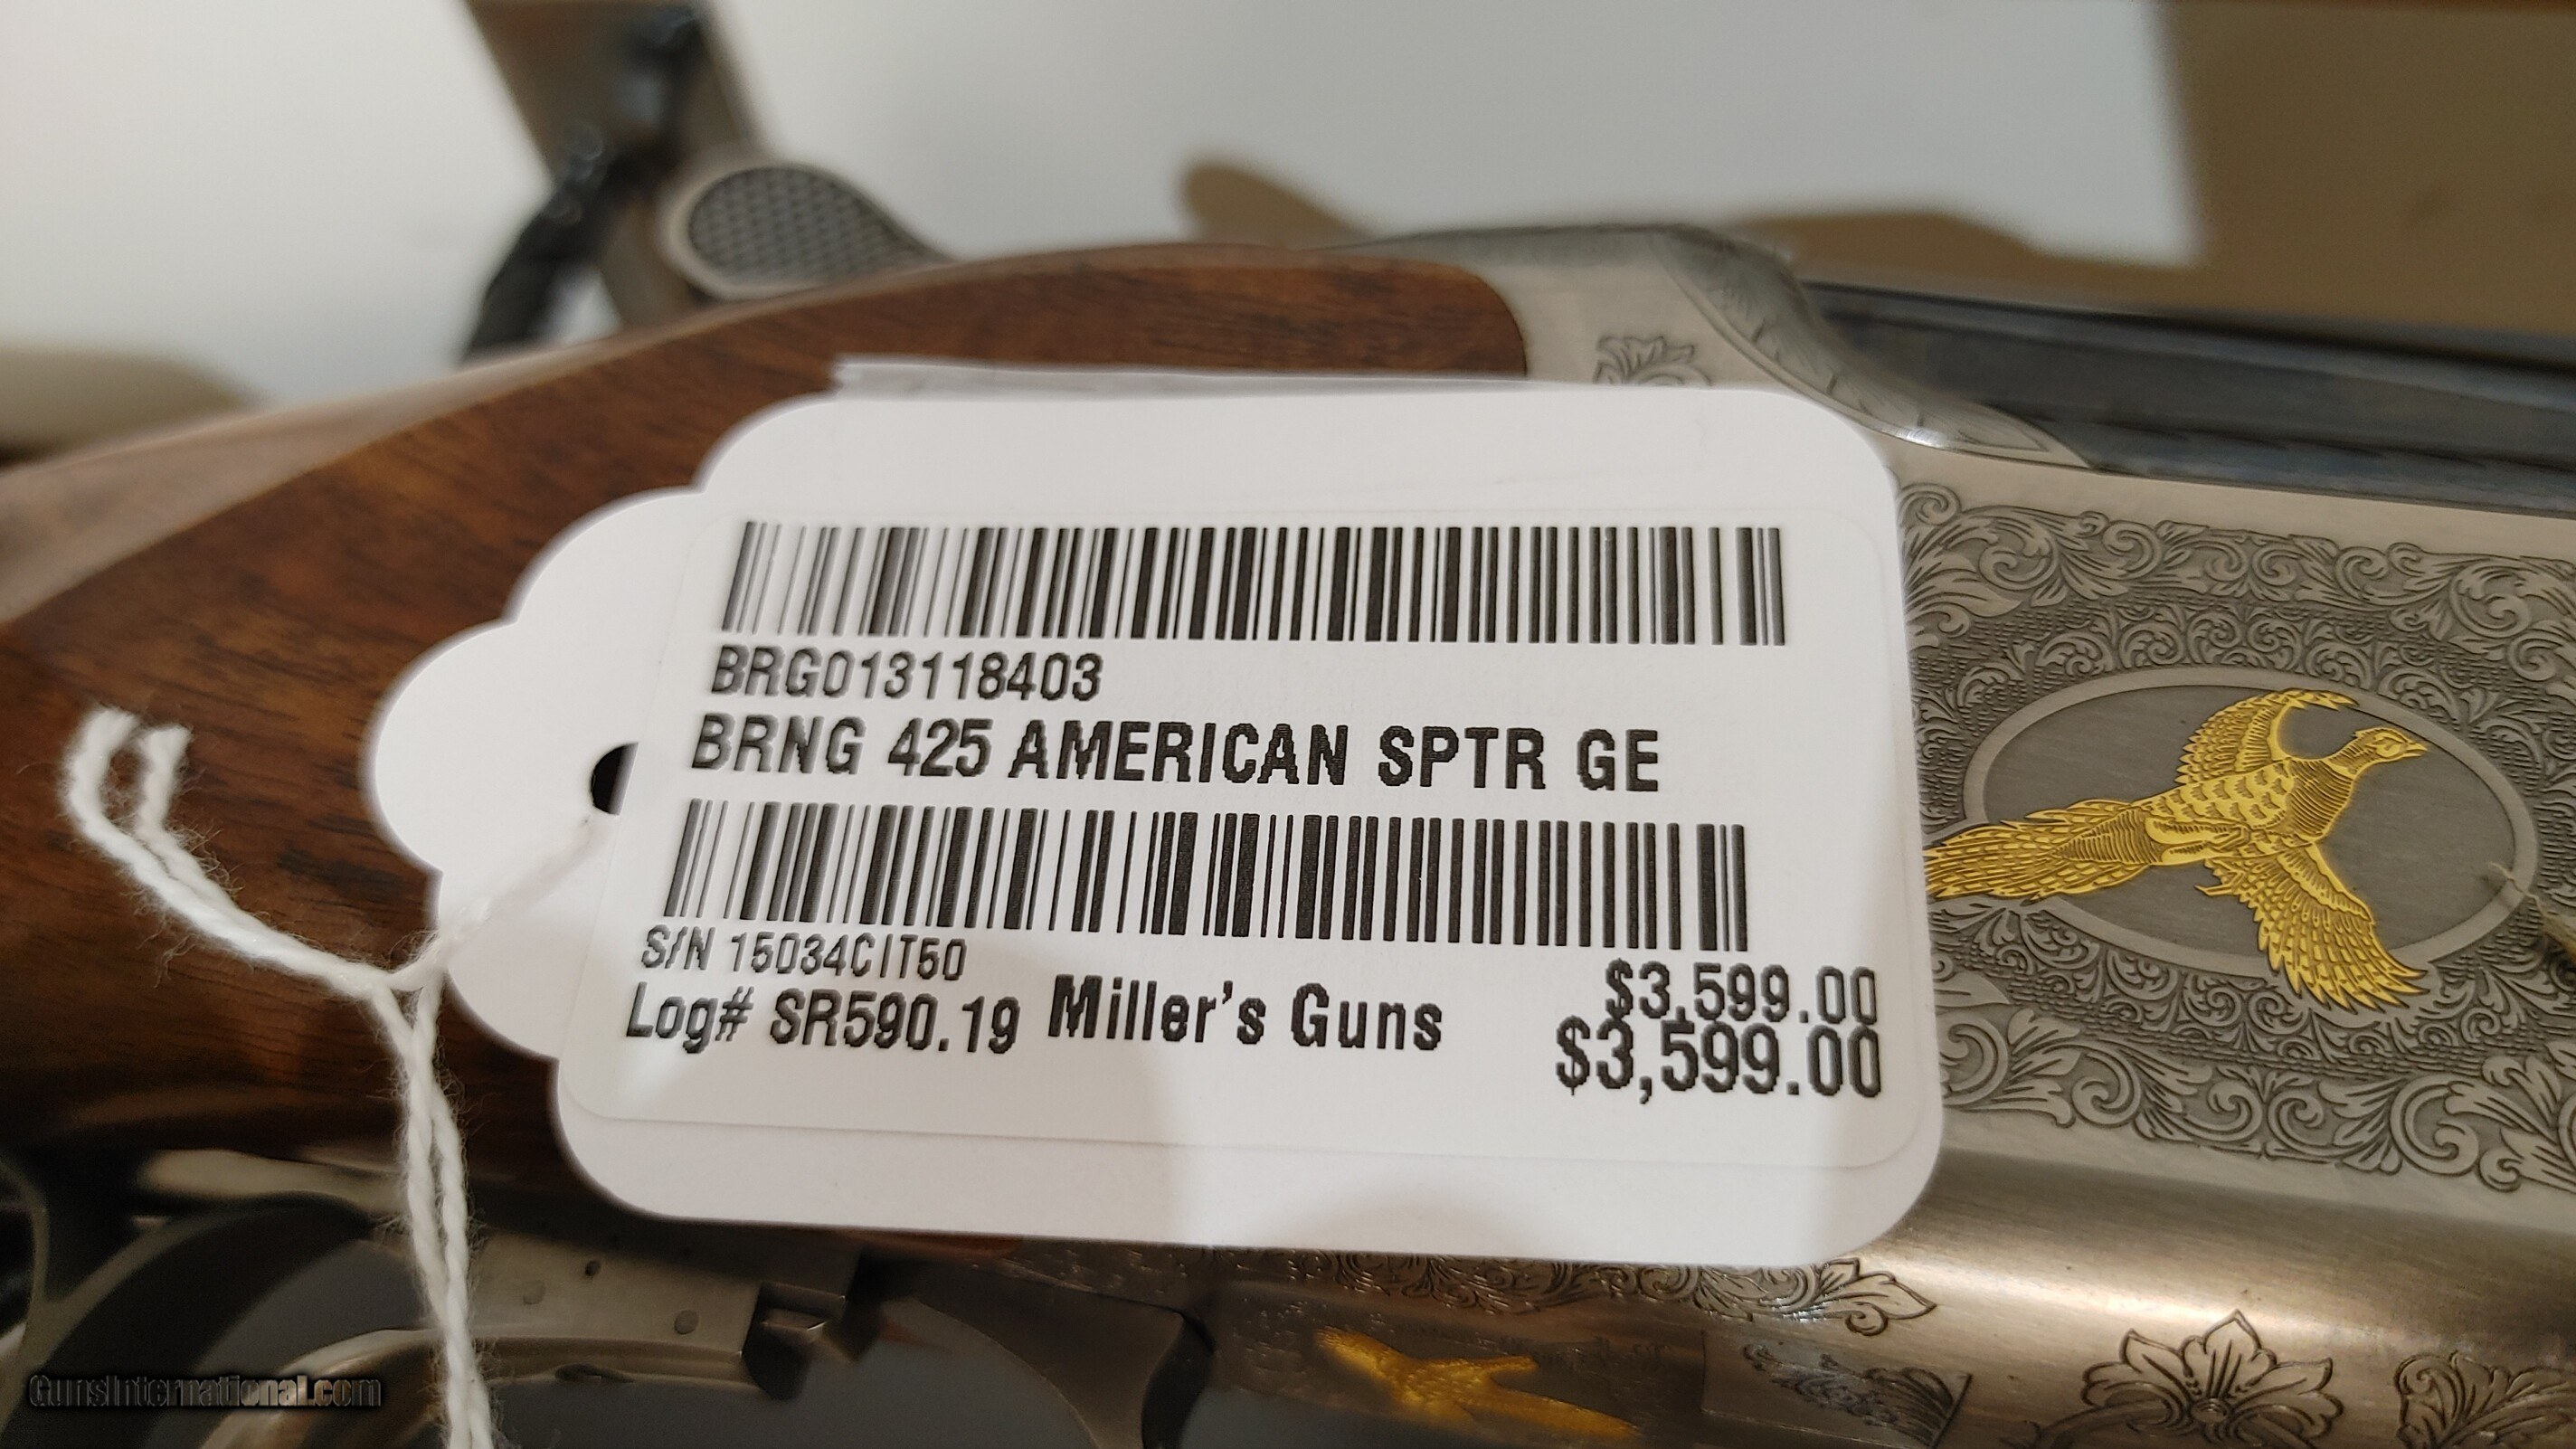 BRG013118403
BRNG 425 AMERICAN SPTR GE
S/N 15034CIT50
Log# SR590.19 Miller's Guns
$3,599.00
$3,599.00
GunsInternational.com